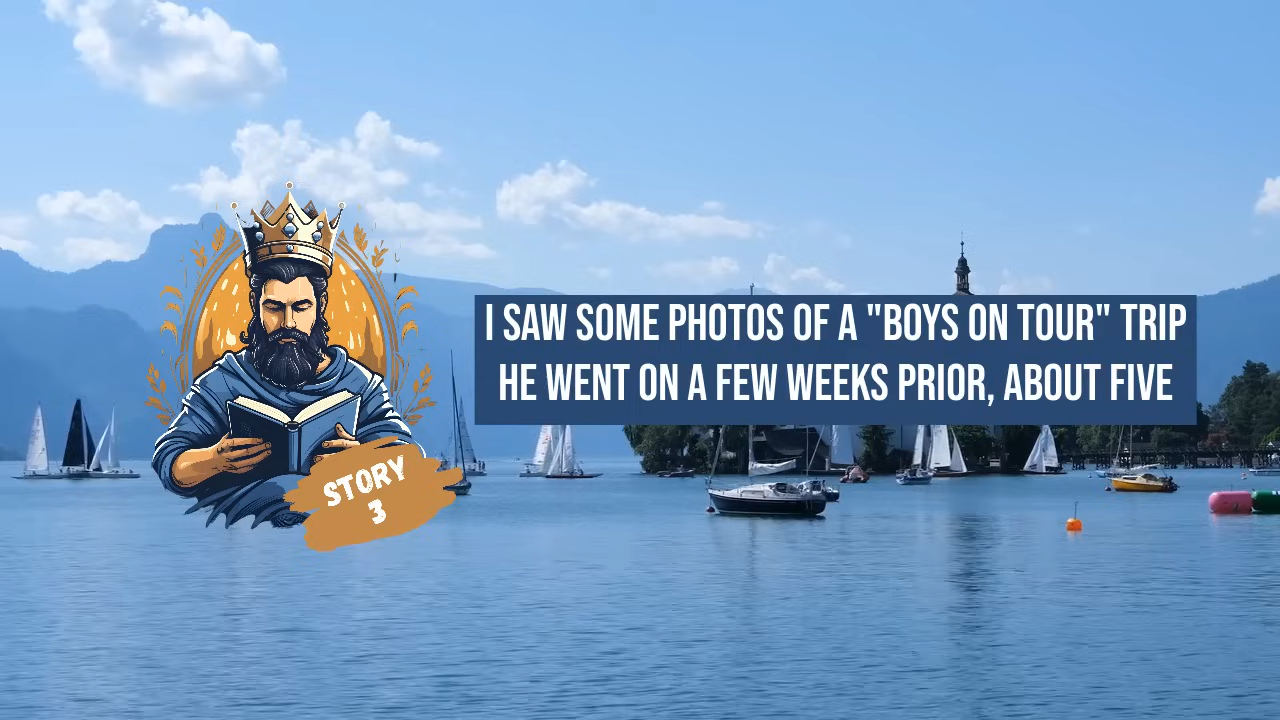 I SAW SOME PHOTOS OF A "BOYS ON TOUR" TRIP
HE WENT ON A FEW WEEKS PRIOR, ABOUT FIVE
STORY
3